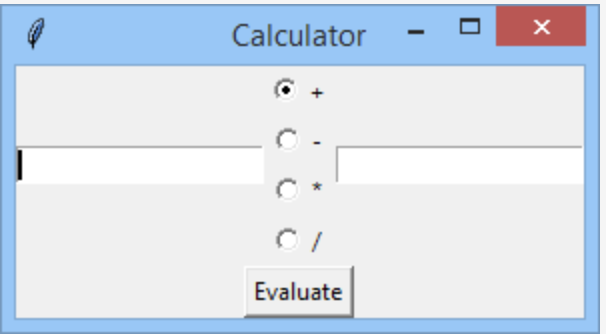 Calculator
+
-
*
/
Evaluate